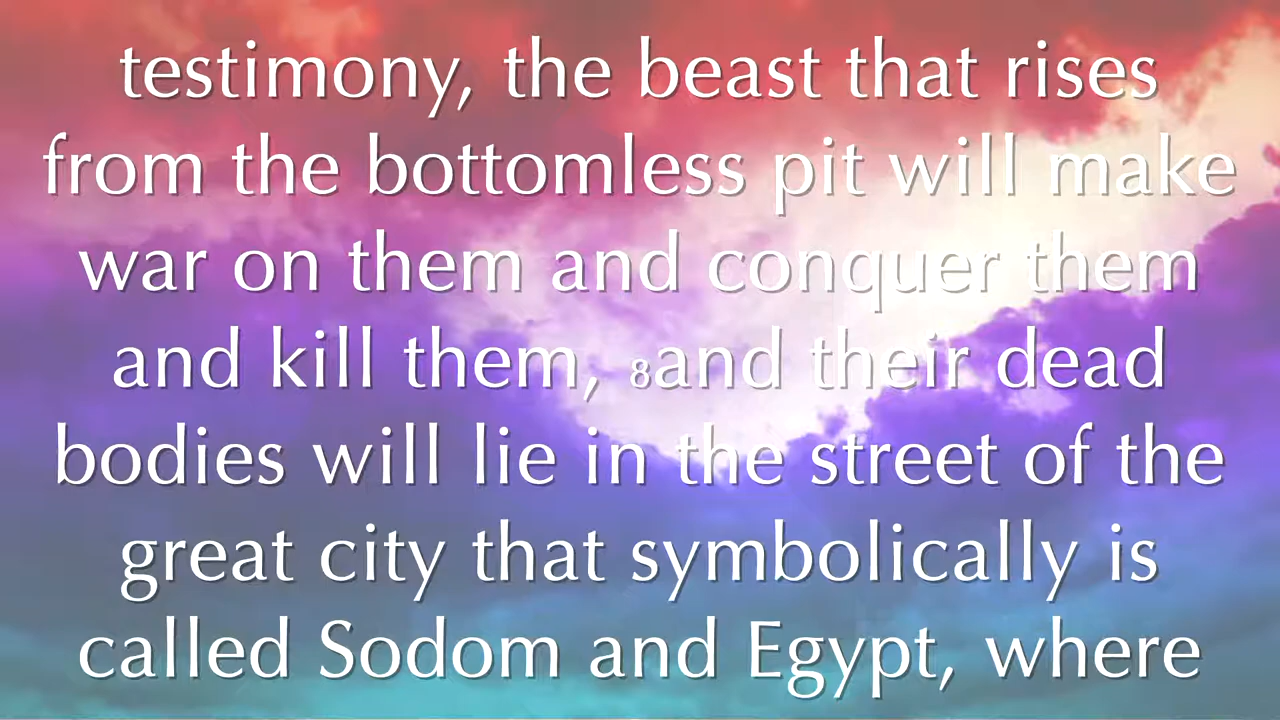 testimony, the beast that rises
from the bottomless pit will make
war on them and conquer them
and kill them, 8and their dead
bodies will lie in the street of the
great city that symbolically is
called Sodom and Egypt, where